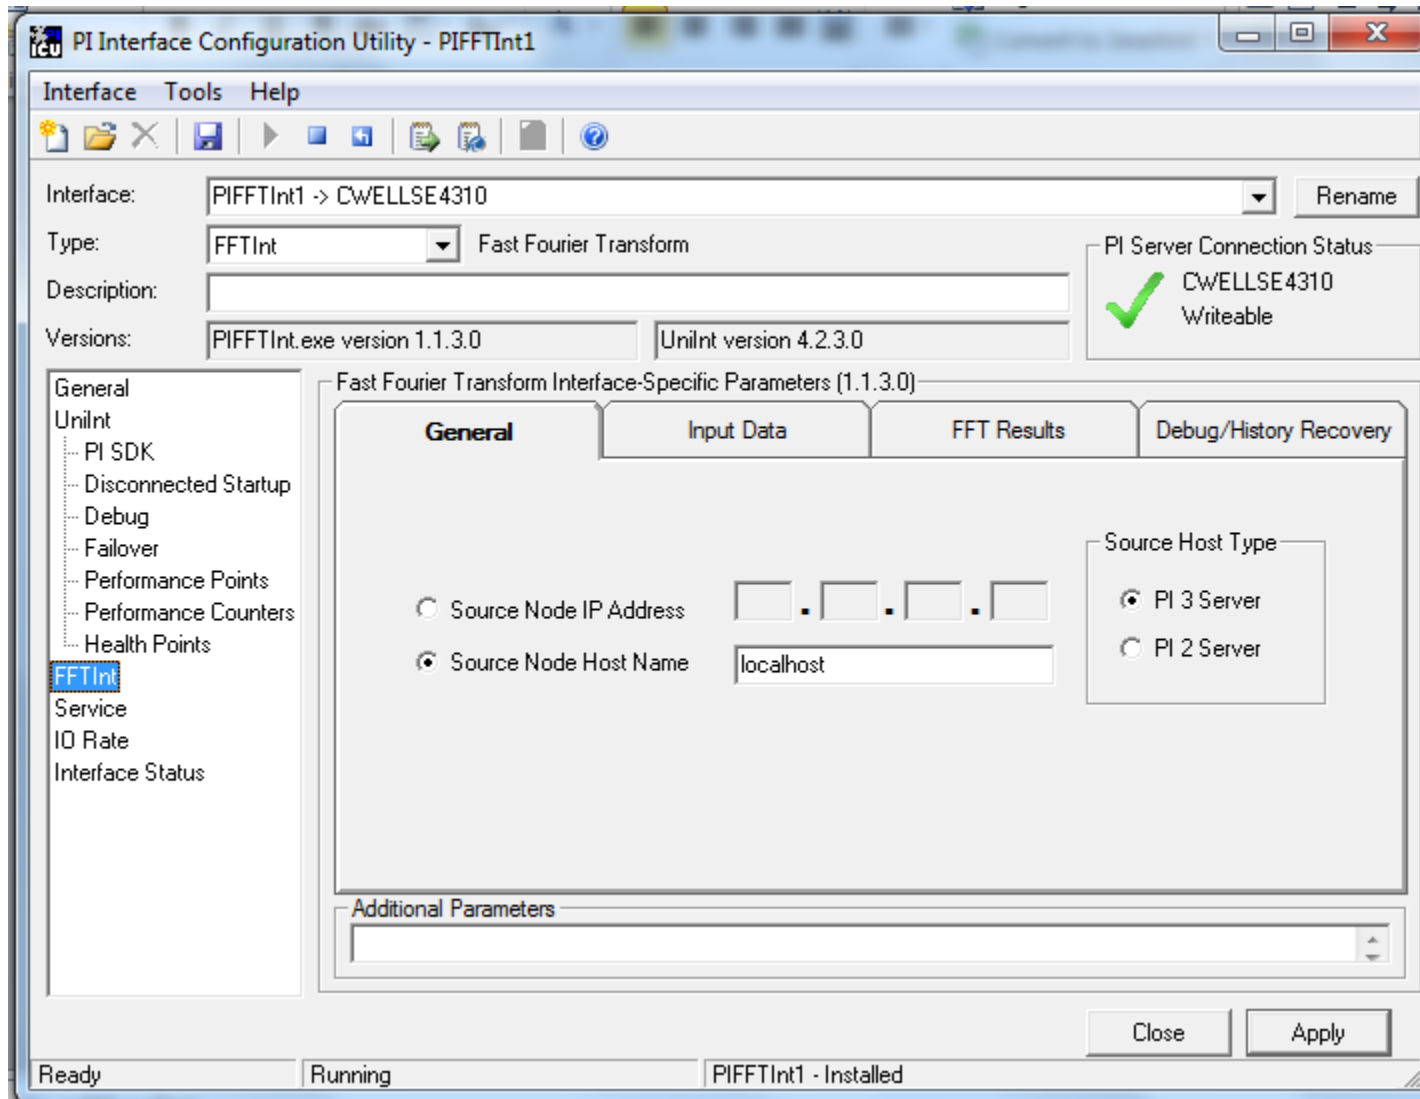 PI ICU PI Interface Configuration Utility - PIFFTInt1
Interface Tools Help
Interface: PIFFTInt1 -> CWELLSE4310 Rename
Type: FFTInt Fast Fourier Transform
PI Server Connection Status
CWELLSE4310
Writeable
Description:
Versions: PIFFTInt.exe version 1.1.3.0 UniInt version 4.2.3.0
General
UniInt
PI SDK
Disconnected Startup
Debug
Failover
Performance Points
Performance Counters
Health Points
FFTInt
Service
IO Rate
Interface Status
Fast Fourier Transform Interface-Specific Parameters (1.1.3.0)
General Input Data FFT Results Debug/History Recovery
Source Node IP Address . . .
Source Node Host Name localhost
Source Host Type
PI 3 Server
PI 2 Server
Additional Parameters
Close Apply
Ready Running PIFFTInt1 - Installed